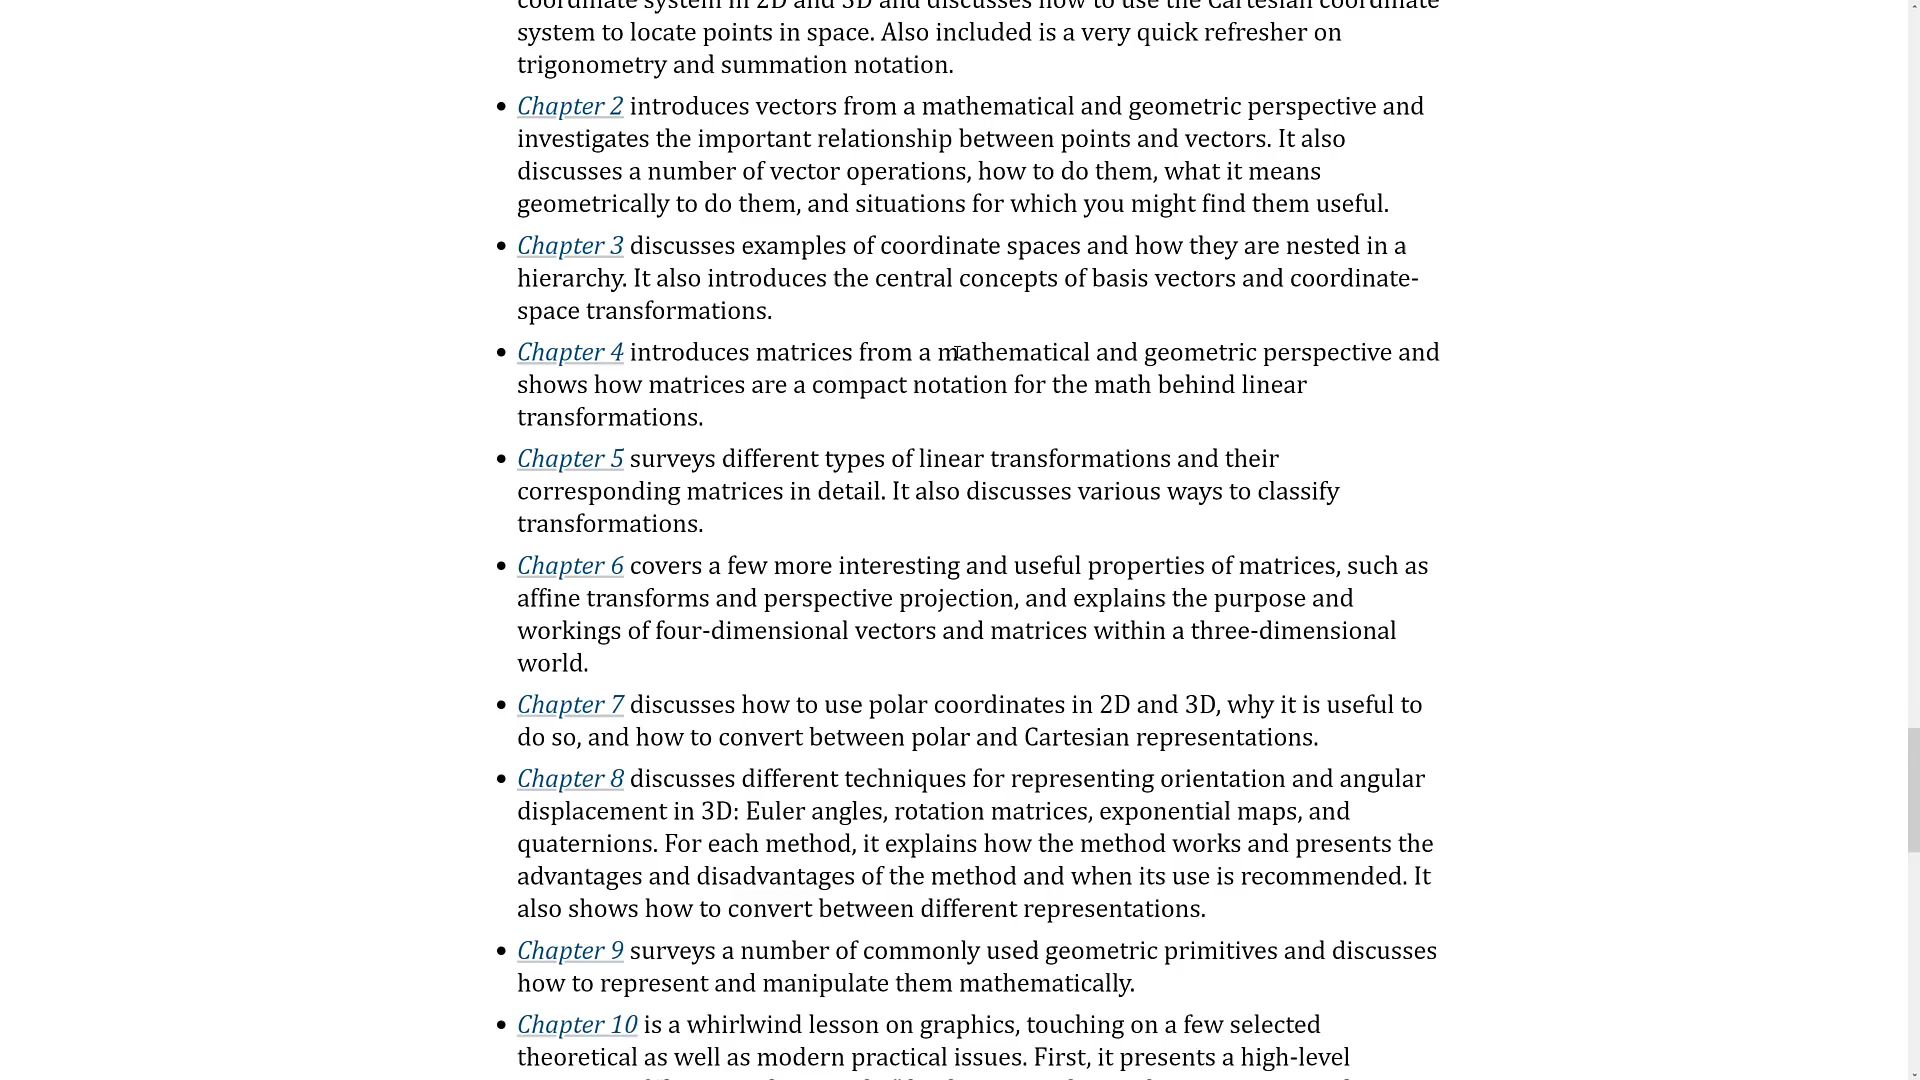 coordinate system in 2D and 3D and discusses how to use the Cartesian coordinate
system to locate points in space. Also included is a very quick refresher on
trigonometry and summation notation.
• Chapter 2 introduces vectors from a mathematical and geometric perspective and
investigates the important relationship between points and vectors. It also
discusses a number of vector operations, how to do them, what it means
geometrically to do them, and situations for which you might find them useful.
• Chapter 3 discusses examples of coordinate spaces and how they are nested in a
hierarchy. It also introduces the central concepts of basis vectors and coordinate-
space transformations.
• Chapter 4 introduces matrices from a mathematical and geometric perspective and
shows how matrices are a compact notation for the math behind linear
transformations.
• Chapter 5 surveys different types of linear transformations and their
corresponding matrices in detail. It also discusses various ways to classify
transformations.
• Chapter 6 covers a few more interesting and useful properties of matrices, such as
affine transforms and perspective projection, and explains the purpose and
workings of four-dimensional vectors and matrices within a three-dimensional
world.
• Chapter 7 discusses how to use polar coordinates in 2D and 3D, why it is useful to
do so, and how to convert between polar and Cartesian representations.
• Chapter 8 discusses different techniques for representing orientation and angular
displacement in 3D: Euler angles, rotation matrices, exponential maps, and
quaternions. For each method, it explains how the method works and presents the
advantages and disadvantages of the method and when its use is recommended. It
also shows how to convert between different representations.
• Chapter 9 surveys a number of commonly used geometric primitives and discusses
how to represent and manipulate them mathematically.
• Chapter 10 is a whirlwind lesson on graphics, touching on a few selected
theoretical as well as modern practical issues. First, it presents a high-level